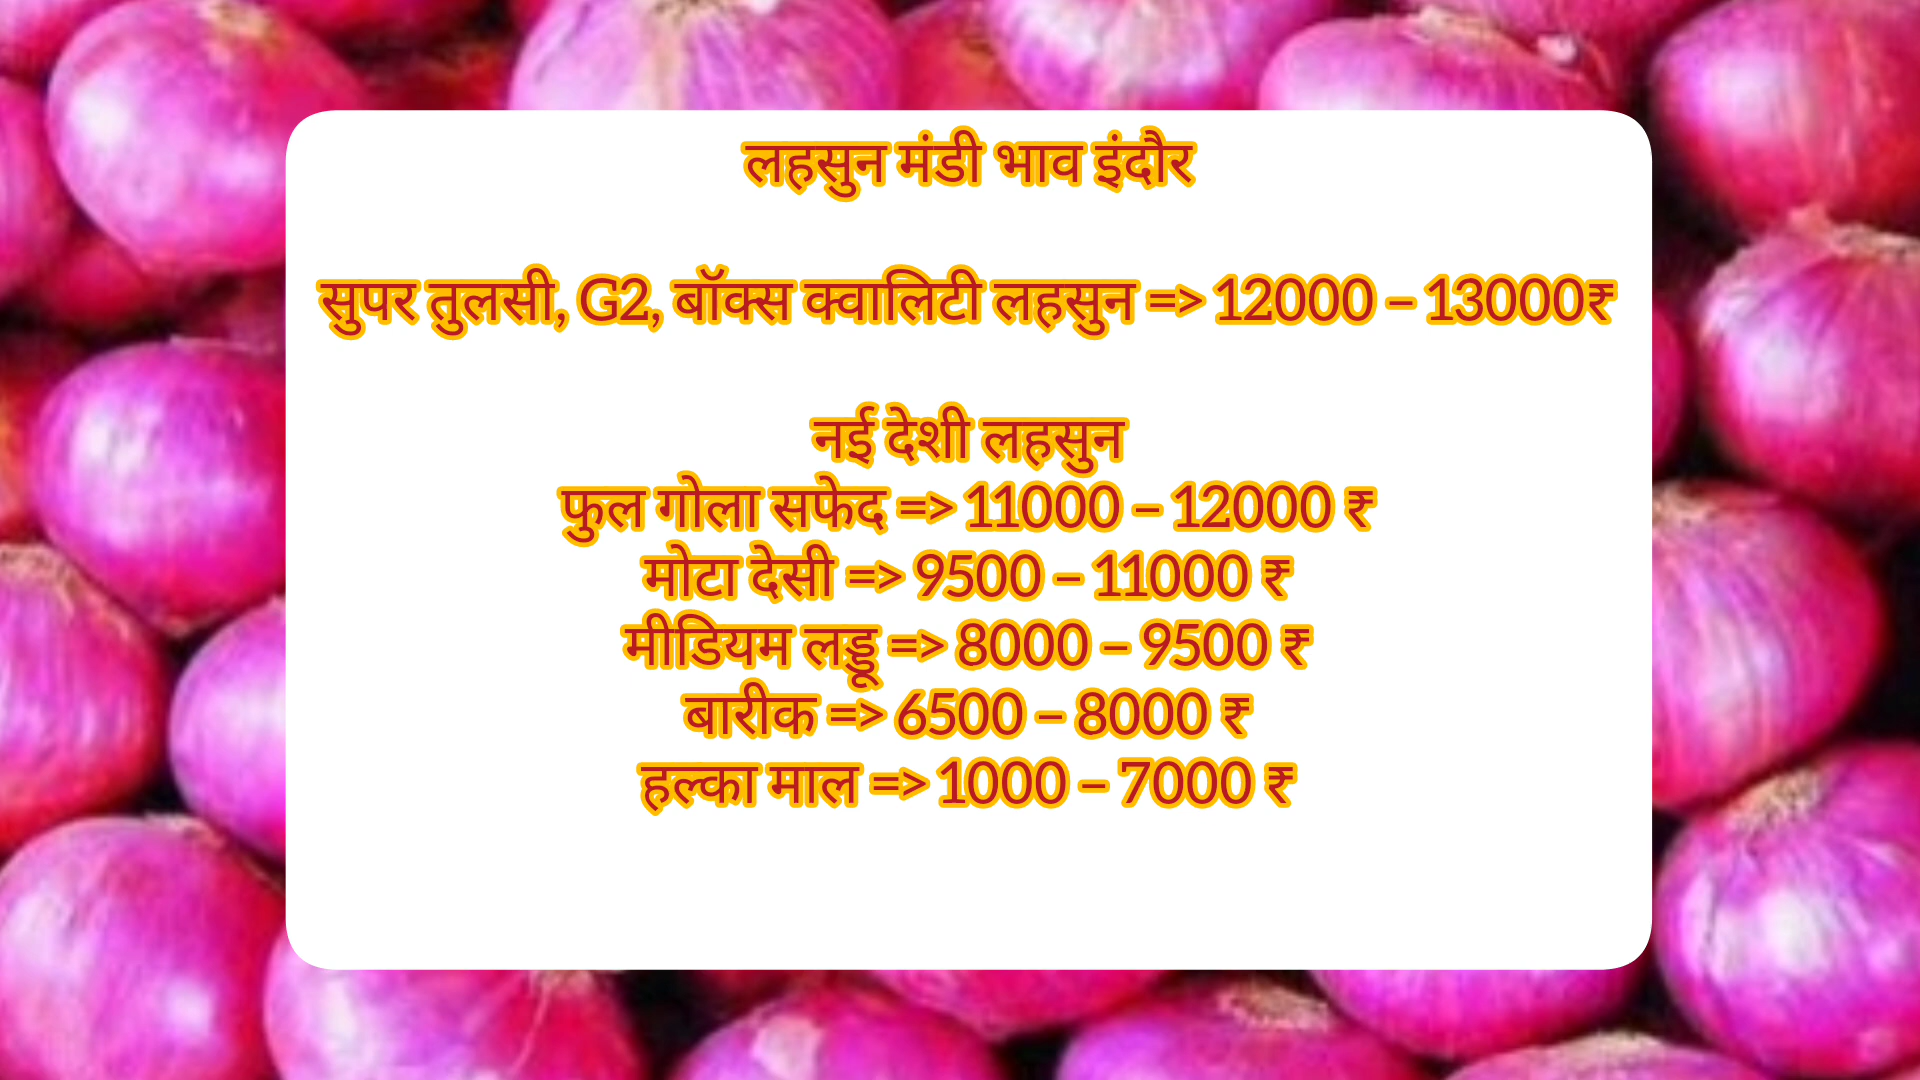 लहसुन मंडी भाव इंदौर
सुपर तुलसी, G2, बॉक्स क्वालिटी लहसुन => 12000 – 13000₹
नई देशी लहसुन
फुल गोला सफेद => 11000 – 12000 ₹
मोटा देसी => 9500 – 11000 ₹
मीडियम लड्डू => 8000 – 9500 ₹
बारीक => 6500 – 8000 ₹
हल्का माल => 1000 – 7000 ₹